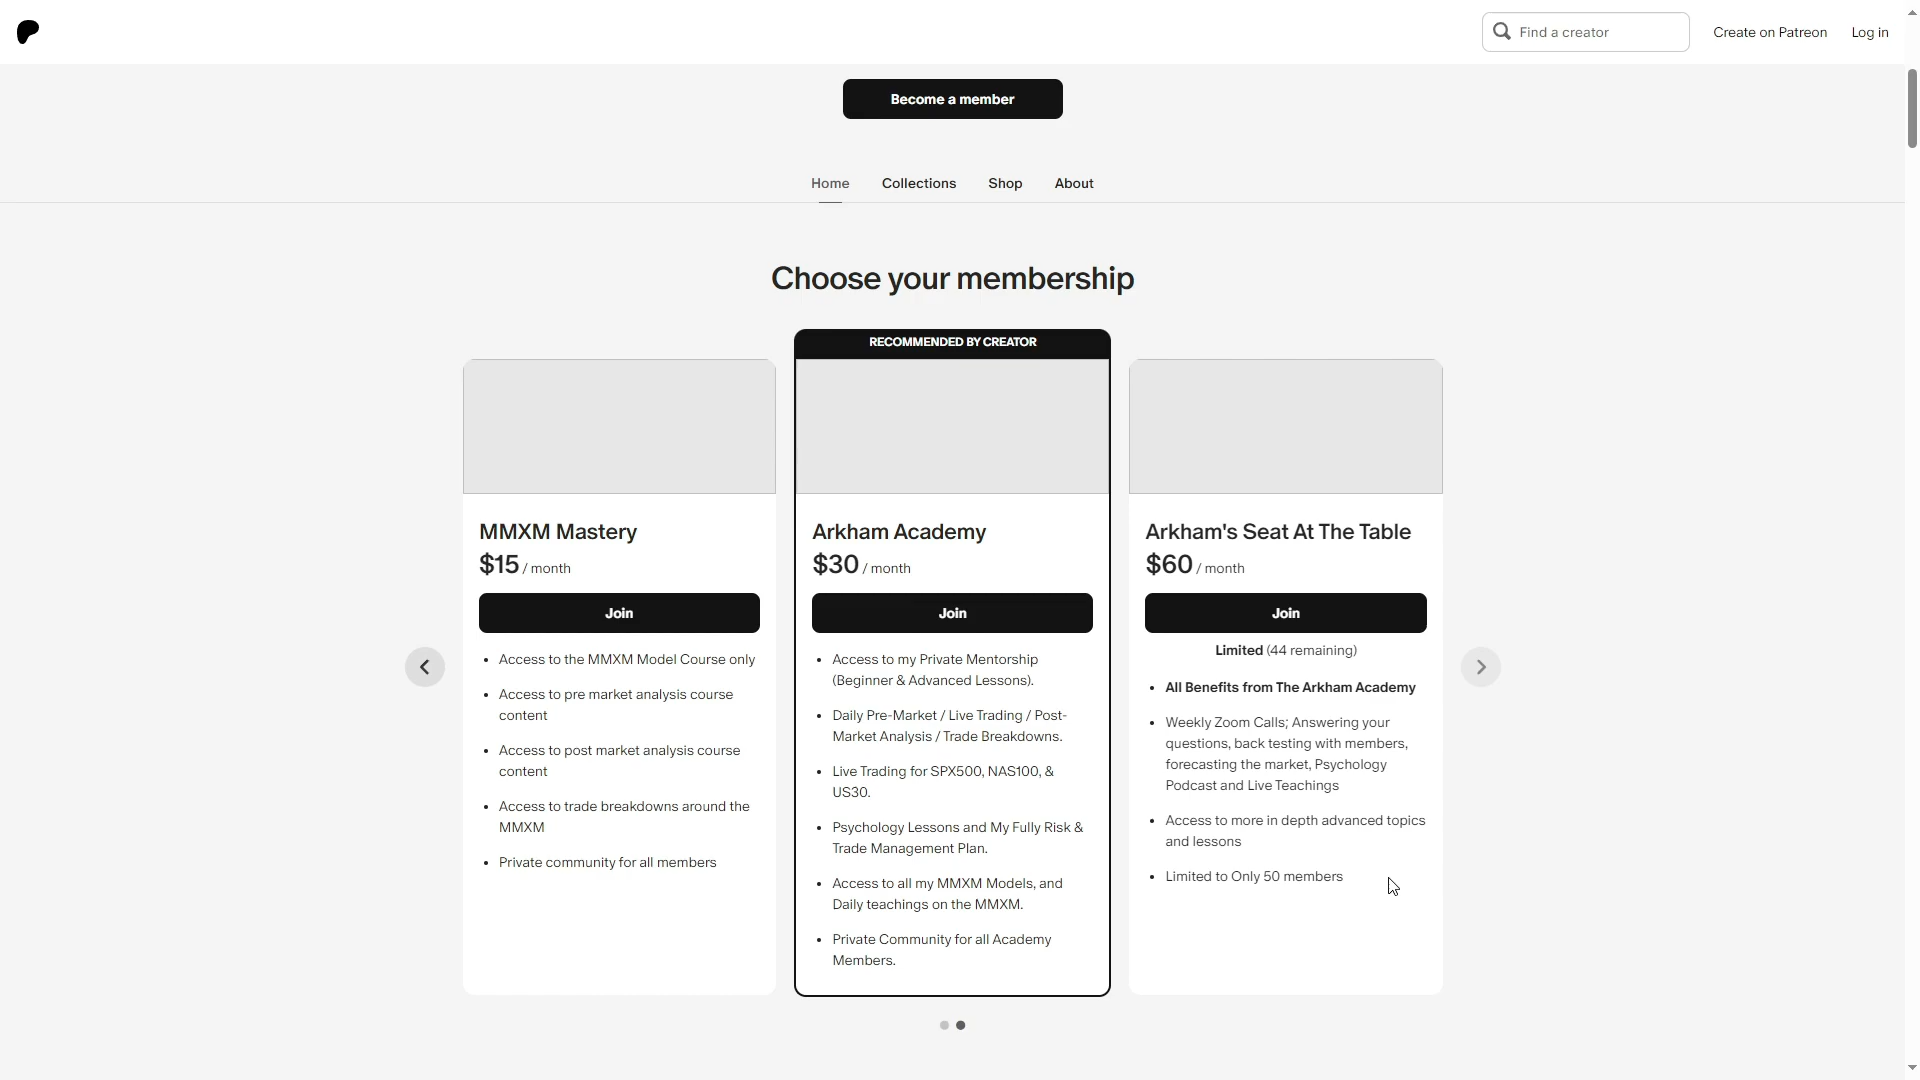 Find a creator
Create on Patreon
Log in
Become a member
Home
Collections
Shop
About
Choose your membership
MMXM Mastery
$15 / month
Join
• Access to the MMXM Model Course only
• Access to pre market analysis course
content
• Access to post market analysis course
content
• Access to trade breakdowns around the
MMXM
• Private community for all members
RECOMMENDED BY CREATOR
Arkham Academy
$30 / month
Join
• Access to my Private Mentorship
(Beginner & Advanced Lessons).
• Daily Pre-Market / Live Trading / Post-
Market Analysis / Trade Breakdowns.
• Live Trading for SPX500, NAS100, &
US30.
• Psychology Lessons and My Fully Risk &
Trade Management Plan.
• Access to all my MMXM Models, and
Daily teachings on the MMXM.
• Private Community for all Academy
Members.
Arkham's Seat At The Table
$60 / month
Join
Limited (44 remaining)
• All Benefits from The Arkham Academy
• Weekly Zoom Calls; Answering your
questions, back testing with members,
forecasting the market, Psychology
Podcast and Live Teachings
• Access to more in depth advanced topics
and lessons
• Limited to Only 50 members